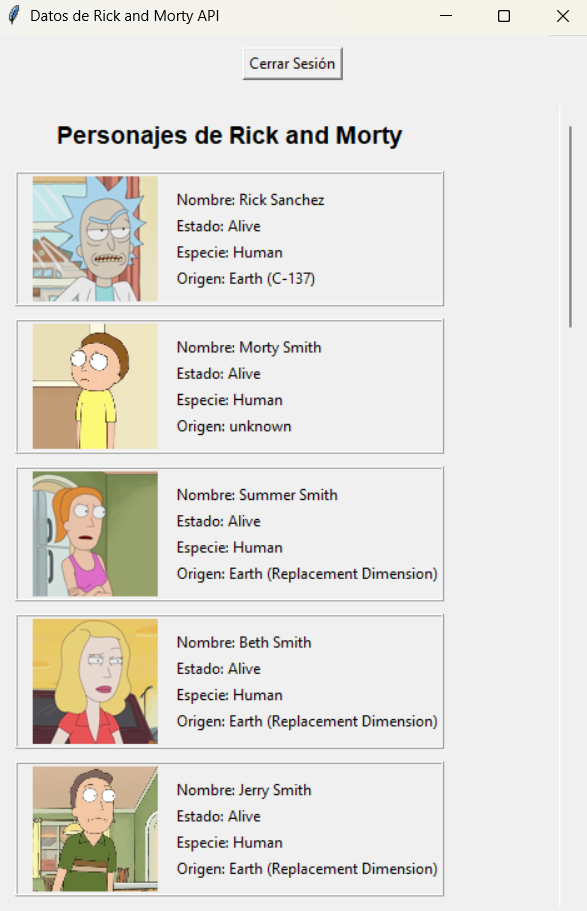 Datos de Rick and Morty API
Cerrar Sesión
Personajes de Rick and Morty
Nombre: Rick Sanchez
Estado: Alive
Especie: Human
Origen: Earth (C-137)
Nombre: Morty Smith
Estado: Alive
Especie: Human
Origen: unknown
Nombre: Summer Smith
Estado: Alive
Especie: Human
Origen: Earth (Replacement Dimension)
Nombre: Beth Smith
Estado: Alive
Especie: Human
Origen: Earth (Replacement Dimension)
Nombre: Jerry Smith
Estado: Alive
Especie: Human
Origen: Earth (Replacement Dimension)